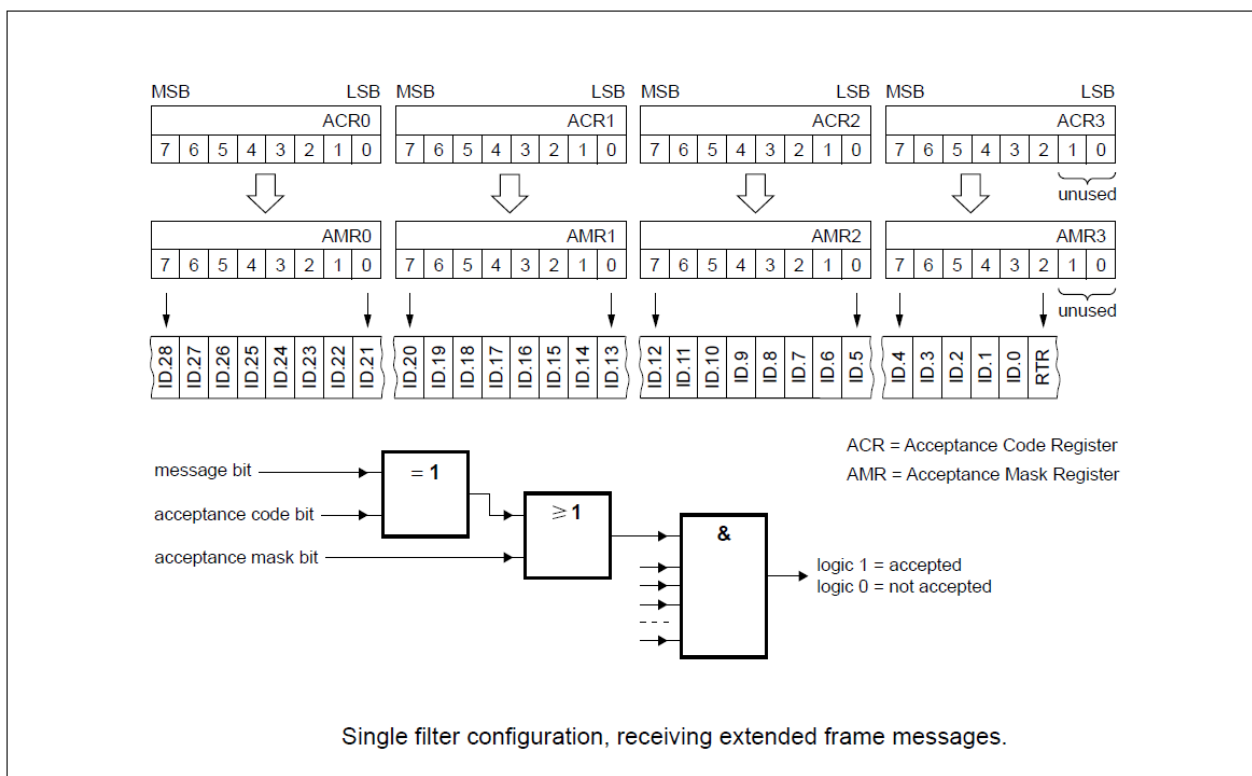 MSB LSB MSB LSB MSB LSB MSB LSB
ACR0 ACR1 ACR2 ACR3
7 6 5 4 3 2 1 0 7 6 5 4 3 2 1 0 7 6 5 4 3 2 1 0 7 6 5 4 3 2 1 0
unused
AMR0 AMR1 AMR2 AMR3
7 6 5 4 3 2 1 0 7 6 5 4 3 2 1 0 7 6 5 4 3 2 1 0 7 6 5 4 3 2 1 0
unused
ID.28 ID.27 ID.26 ID.25 ID.24 ID.23 ID.22 ID.21 ID.20 ID.19 ID.18 ID.17 ID.16 ID.15 ID.14 ID.13 ID.12 ID.11 ID.10 ID.9 ID.8 ID.7 ID.6 ID.5 ID.4 ID.3 ID.2 ID.1 ID.0 RTR
ACR = Acceptance Code Register
AMR = Acceptance Mask Register
message bit
= 1
acceptance code bit
≥ 1
acceptance mask bit
&
logic 1 = accepted
logic 0 = not accepted
Single filter configuration, receiving extended frame messages.